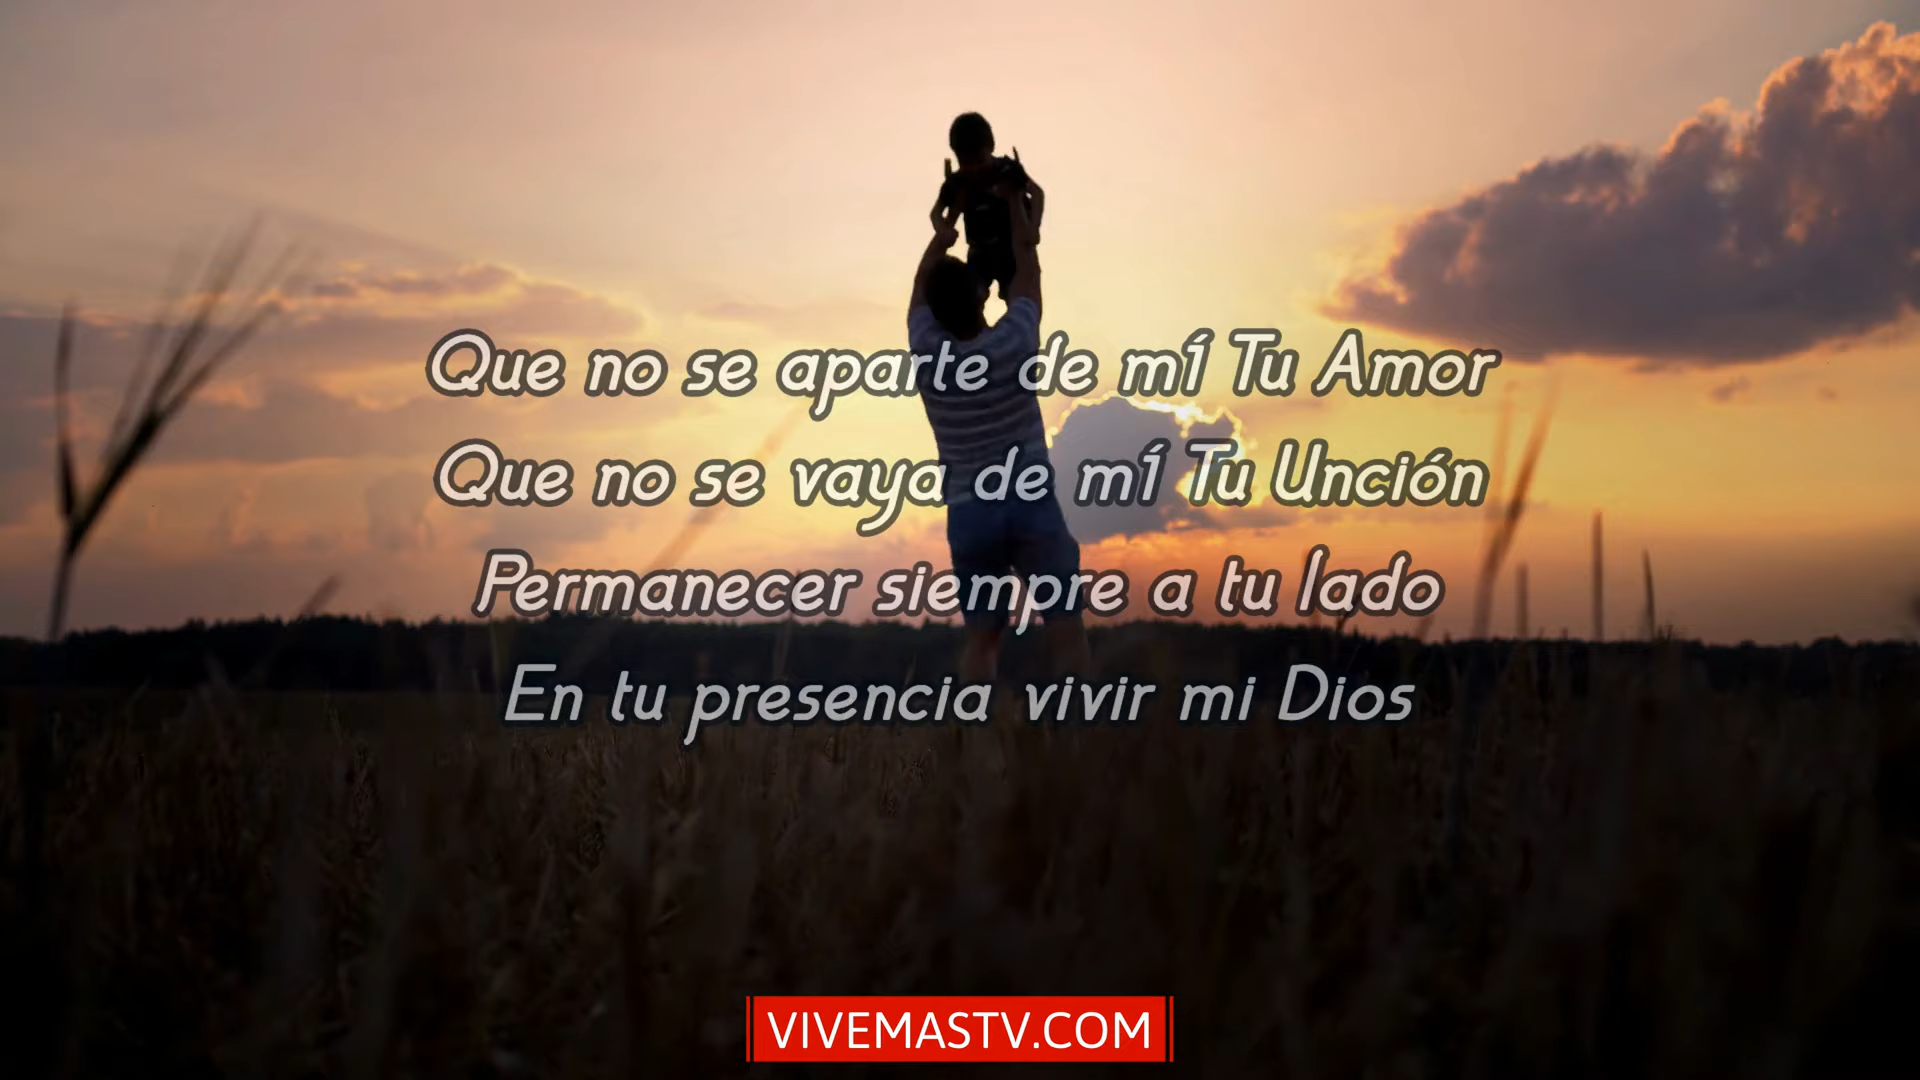 Que no se aparte de mí Tu Amor
Que no se vaya de mí Tu Unción
Permanecer siempre a tu lado
En tu presencia vivir mi Dios
VIVEMASTV.COM